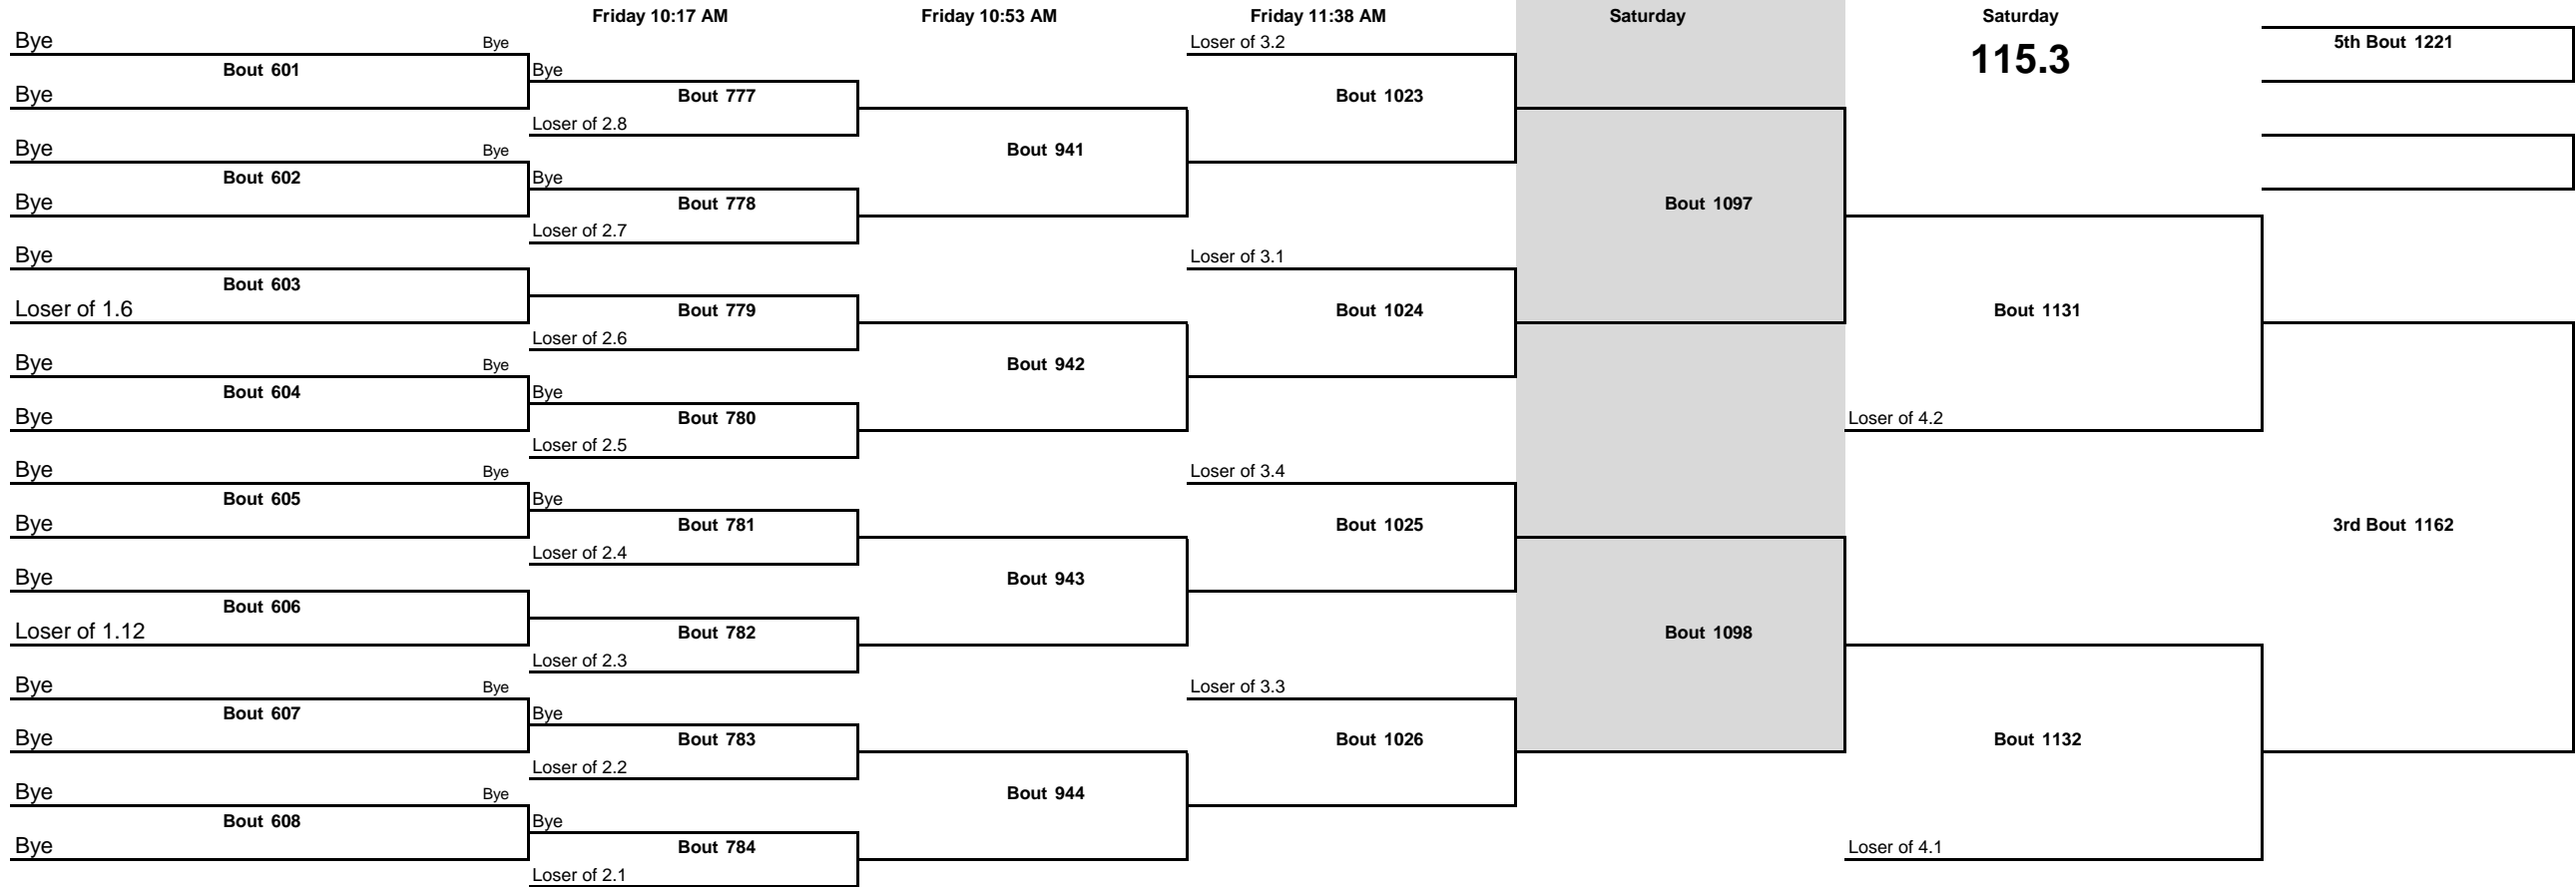 Friday 10:17 AM Friday 10:53 AM Friday 11:38 AM Saturday Saturday
Bye Bye Loser of 3.2 5th Bout 1221
115.3
Bout 601 Bye
Bye Bout 777 Bout 1023
Loser of 2.8
Bye Bye Bout 941
Bout 602 Bye
Bye Bout 778 Bout 1097
Loser of 2.7
Bye Loser of 3.1
Bout 603
Loser of 1.6 Bout 779 Bout 1024 Bout 1131
Loser of 2.6
Bye Bye Bout 942
Bout 604 Bye
Bye Bout 780 Loser of 4.2
Loser of 2.5
Bye Bye Loser of 3.4
Bout 605 Bye
Bye Bout 781 Bout 1025 3rd Bout 1162
Loser of 2.4
Bye Bout 943
Bout 606
Loser of 1.12 Bout 782 Bout 1098
Loser of 2.3
Bye Bye Loser of 3.3
Bout 607 Bye
Bye Bout 783 Bout 1026 Bout 1132
Loser of 2.2
Bye Bye Bout 944
Bout 608 Bye
Bye Bout 784 Loser of 4.1
Loser of 2.1